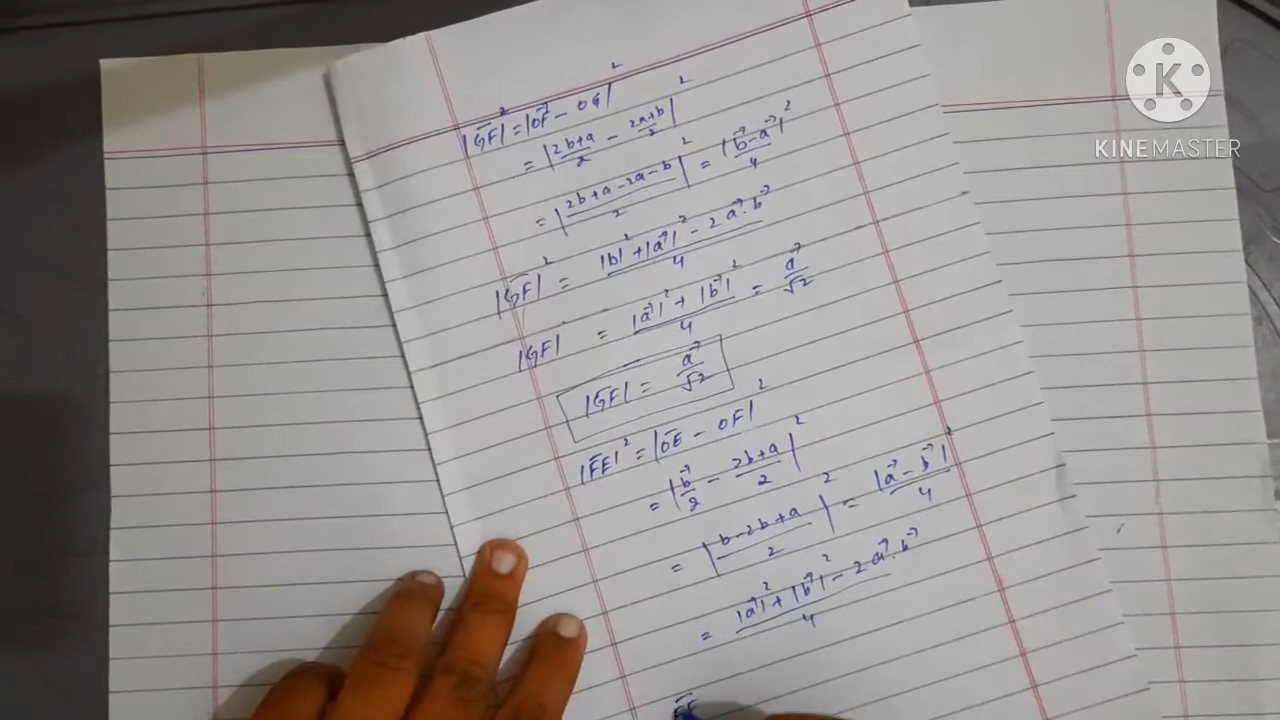 |GF|² = |OF - OG|²
= |2b+a/2 - 2a+b/2|²
= |2b+a-2a-b/2|² = |b-a|²/4
|GF|² = |b|²+|a|²-2a.b/4
|GF| = |a|²+|b|²/4 = a/√2
|GF| = a/√2
|FE|² = |OE - OF|²
= |b/2 - 2b+a/2|²
= |b-2b+a/2|² = |a-b|²/4
= |a|²+|b|²-2a.b/4
K
KINEMASTER